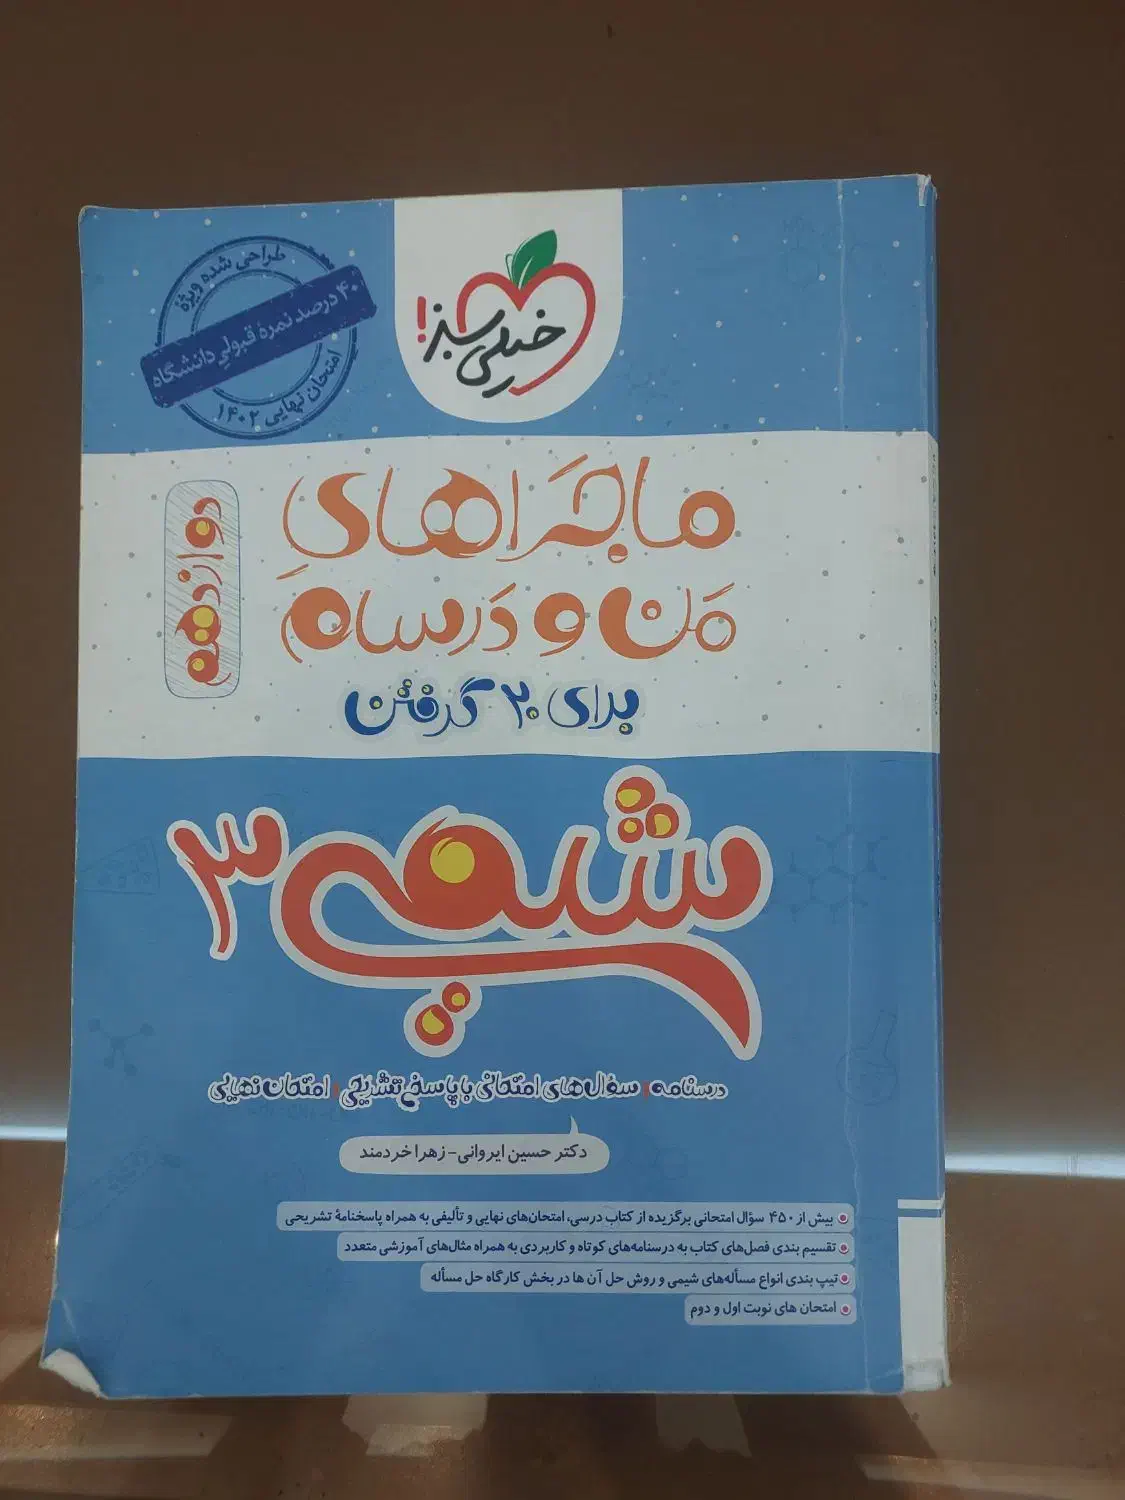 طراحی شده ویژه
۴۰ درصد نمرهٔ قبولی دانشگاه
امتحان نهایی ۱۴۰۲
خیلی سبز!
ماجراهای
من و درسام
دوازدهم
برای ۲۰ گرفتن
شیمی ۳
درسنامه، سؤال‌های امتحانی با پاسخ تشریحی، امتحان نهایی
دکتر حسین ایروانی - زهرا خردمند
بیش از ۴۵۰ سؤال امتحانی برگزیده از کتاب درسی، امتحان‌های نهایی و تألیفی به همراه پاسخنامهٔ تشریحی
تقسیم بندی فصل‌های کتاب به درسنامه‌های کوتاه و کاربردی به همراه مثال‌های آموزشی متعدد
تیپ بندی انواع مسأله‌های شیمی و روش حل آن ها در بخش کارگاه حل مسأله
امتحان های نوبت اول و دوم